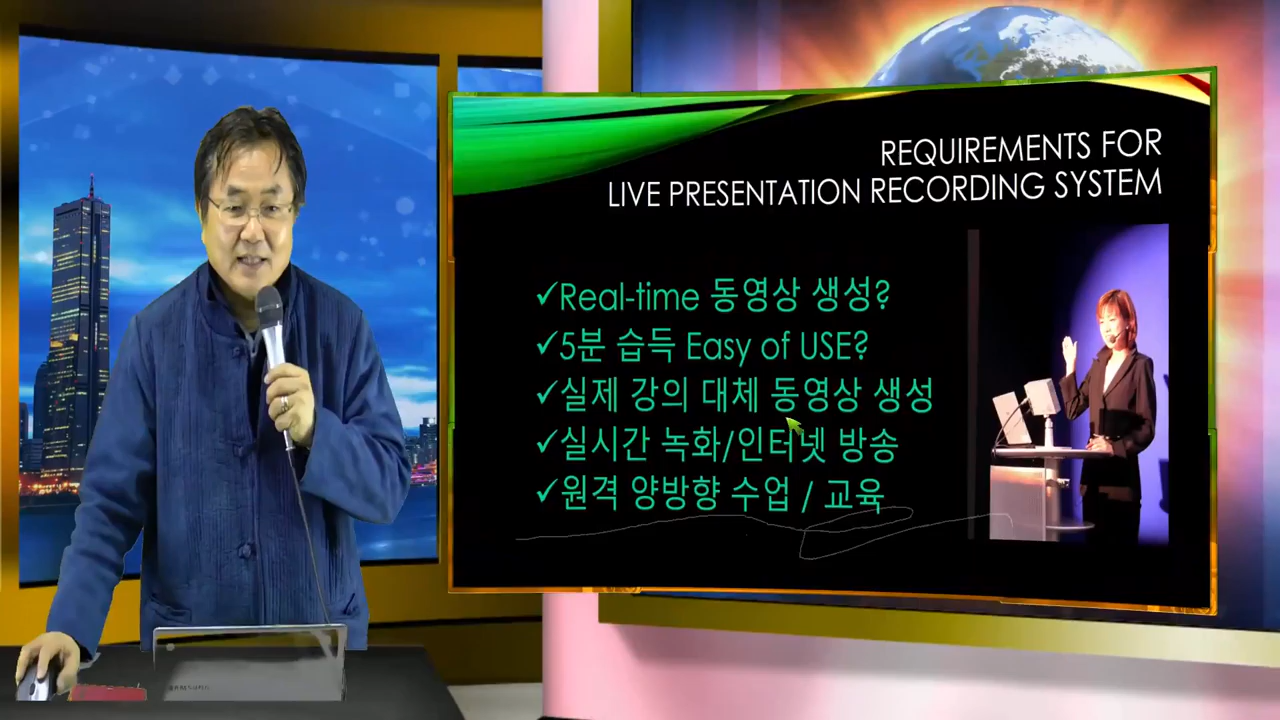 REQUIREMENTS FOR
LIVE PRESENTATION RECORDING SYSTEM
✓Real-time 동영상 생성?
✓5분 습득 Easy of USE?
✓실제 강의 대체 동영상 생성
✓실시간 녹화/인터넷 방송
✓원격 양방향 수업 / 교육